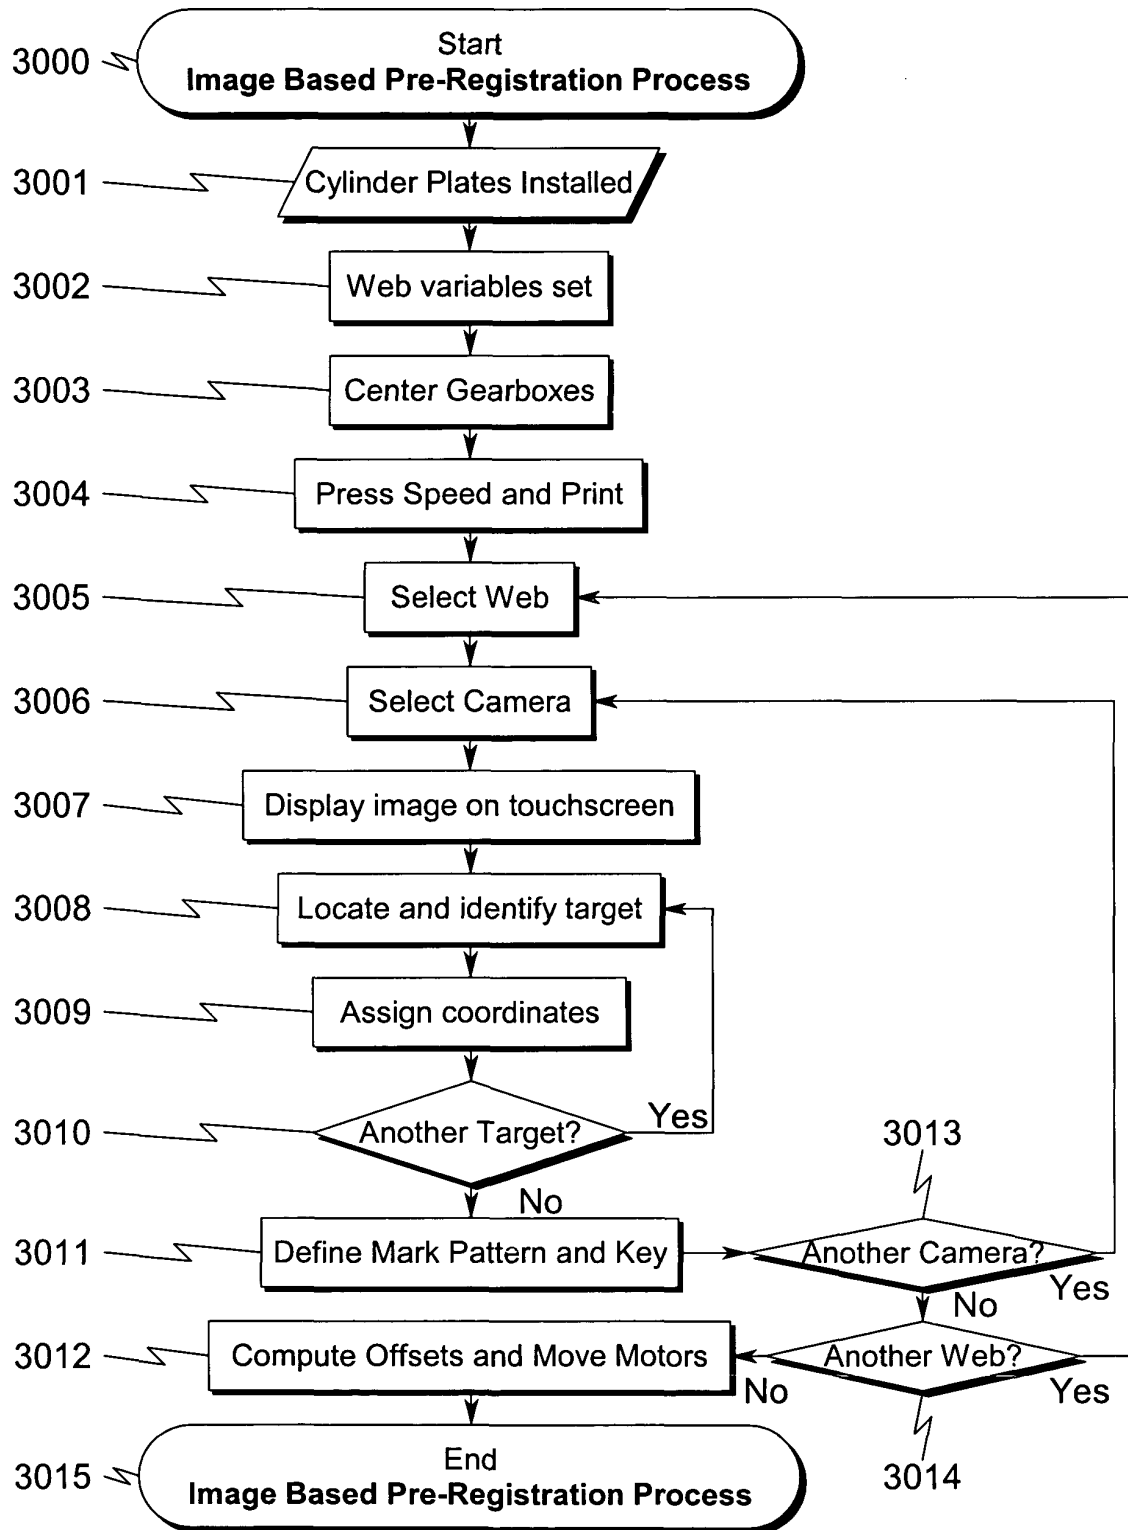 3000
Start
Image Based Pre-Registration Process
3001
Cylinder Plates Installed
3002
Web variables set
3003
Center Gearboxes
3004
Press Speed and Print
3005
Select Web
3006
Select Camera
3007
Display image on touchscreen
3008
Locate and identify target
3009
Assign coordinates
3010
Another Target?
Yes
No
3011
Define Mark Pattern and Key
3013
Another Camera?
Yes
No
3012
Compute Offsets and Move Motors
Another Web?
No
Yes
3014
3015
End
Image Based Pre-Registration Process